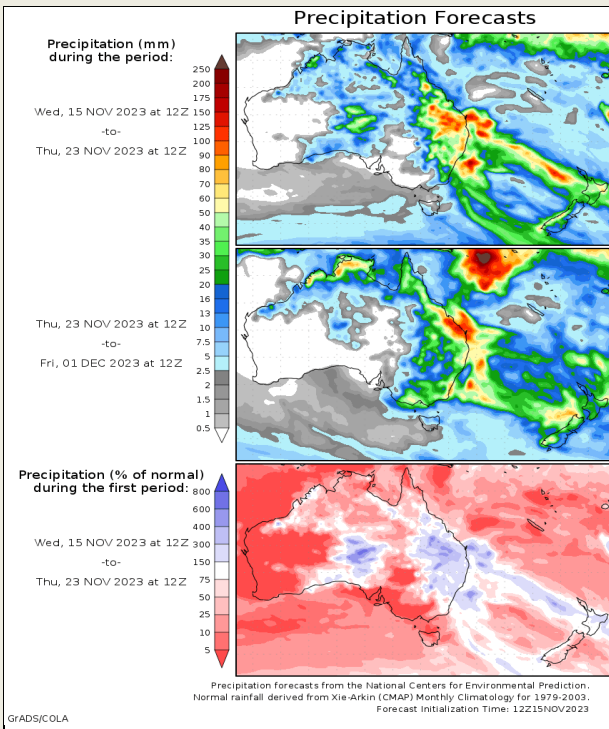 Precipitation Forecasts
Precipitation (mm)
during the period:
Wed, 15 NOV 2023 at 12Z
-to-
Thu, 23 NOV 2023 at 12Z
250
200
175
150
125
100
90
80
70
60
50
40
35
30
25
20
16
13
10
7.5
5
2.5
2
1.5
1
0.5
Thu, 23 NOV 2023 at 12Z
-to-
Fri, 01 DEC 2023 at 12Z
Precipitation (% of normal)
during the first period:
Wed, 15 NOV 2023 at 12Z
-to-
Thu, 23 NOV 2023 at 12Z
800
600
400
300
150
75
50
25
10
5
Precipitation forecasts from the National Centers for Environmental Prediction.
Normal rainfall derived from Xie-Arkin (CMAP) Monthly Climatology for 1979-2003.
Forecast Initialization Time: 12Z15NOV2023
GrADS/COLA